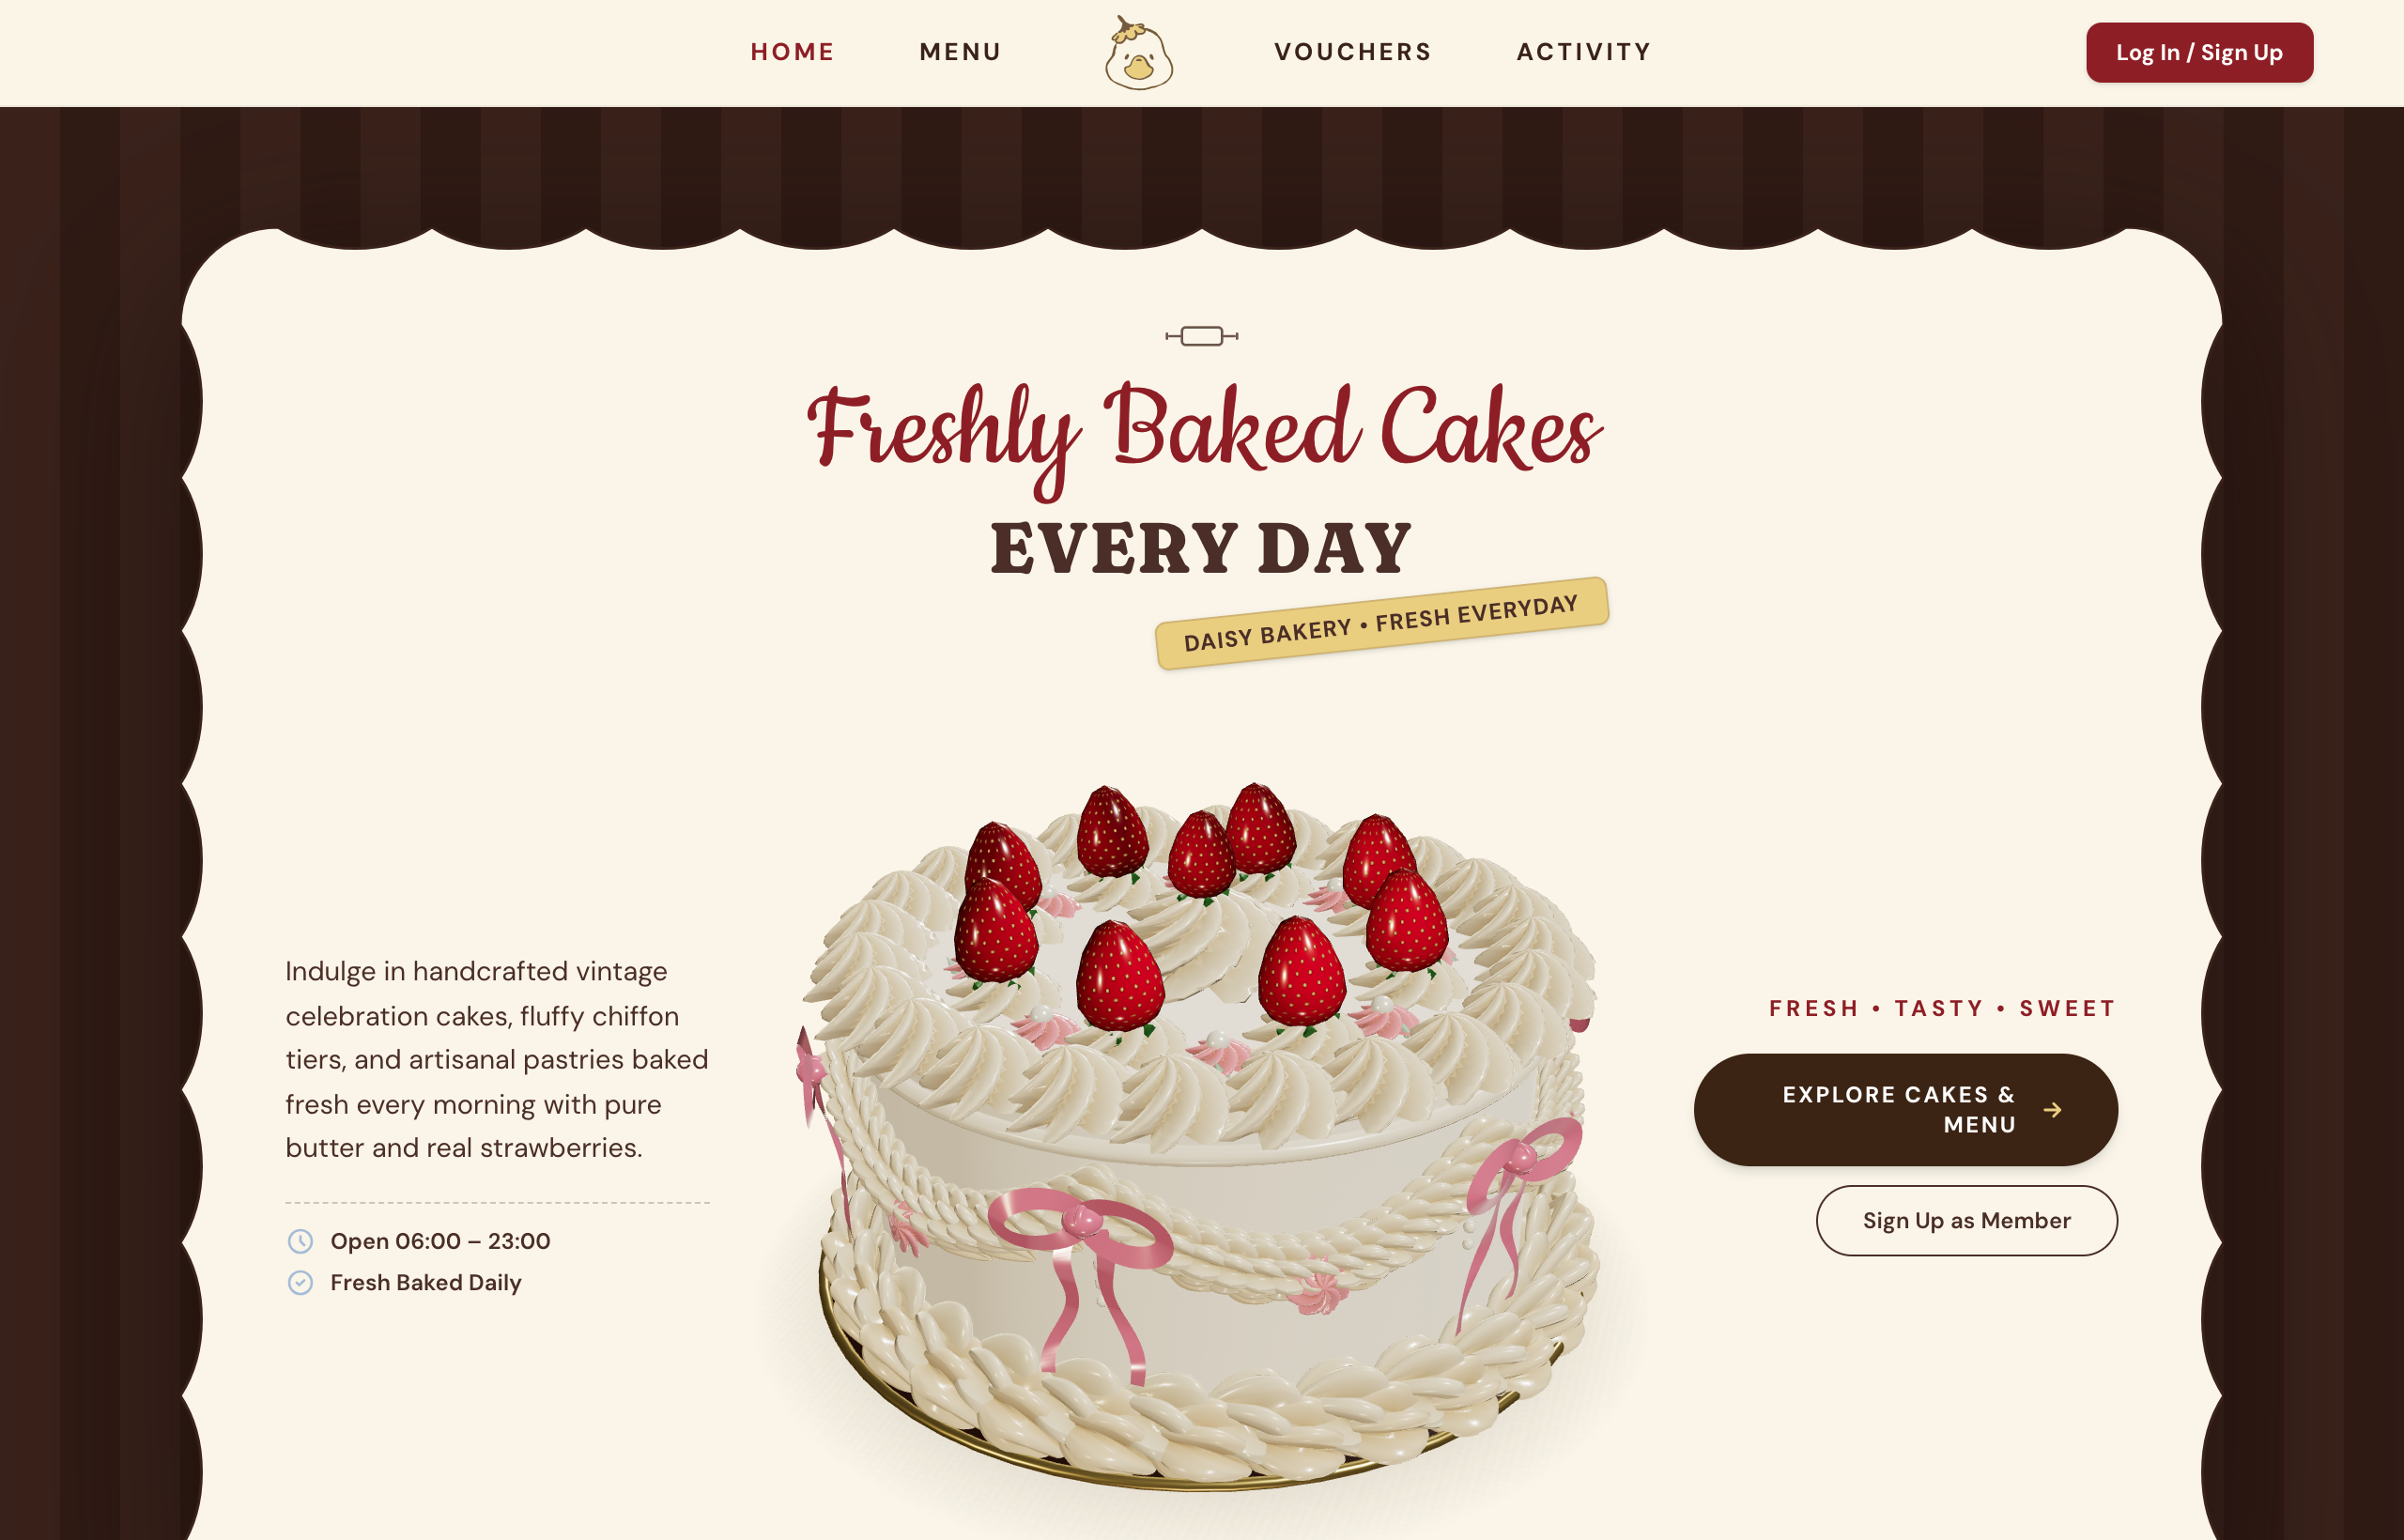 HOME
MENU
VOUCHERS
ACTIVITY
Log In / Sign Up
Freshly Baked Cakes
EVERY DAY
DAISY BAKERY • FRESH EVERYDAY
Indulge in handcrafted vintage
celebration cakes, fluffy chiffon
tiers, and artisanal pastries baked
fresh every morning with pure
butter and real strawberries.
Open 06:00 – 23:00
Fresh Baked Daily
FRESH • TASTY • SWEET
EXPLORE CAKES &
MENU
Sign Up as Member